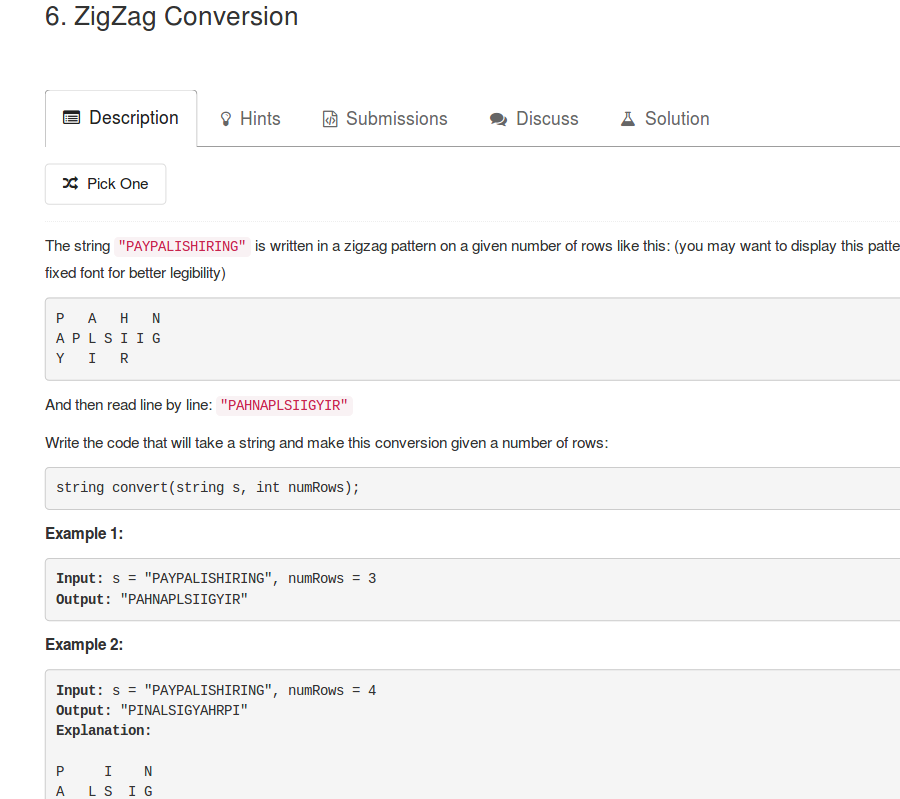 6. ZigZag Conversion
Description Hints Submissions Discuss Solution
Pick One
The string "PAYPALISHIRING" is written in a zigzag pattern on a given number of rows like this: (you may want to display this patte
fixed font for better legibility)
P   A   H   N
A P L S I I G
Y   I   R
And then read line by line: "PAHNAPLSIIGYIR"
Write the code that will take a string and make this conversion given a number of rows:
string convert(string s, int numRows);
Example 1:
Input: s = "PAYPALISHIRING", numRows = 3
Output: "PAHNAPLSIIGYIR"
Example 2:
Input: s = "PAYPALISHIRING", numRows = 4
Output: "PINALSIGYAHRPI"
Explanation:
P     I    N
A   L S  I G